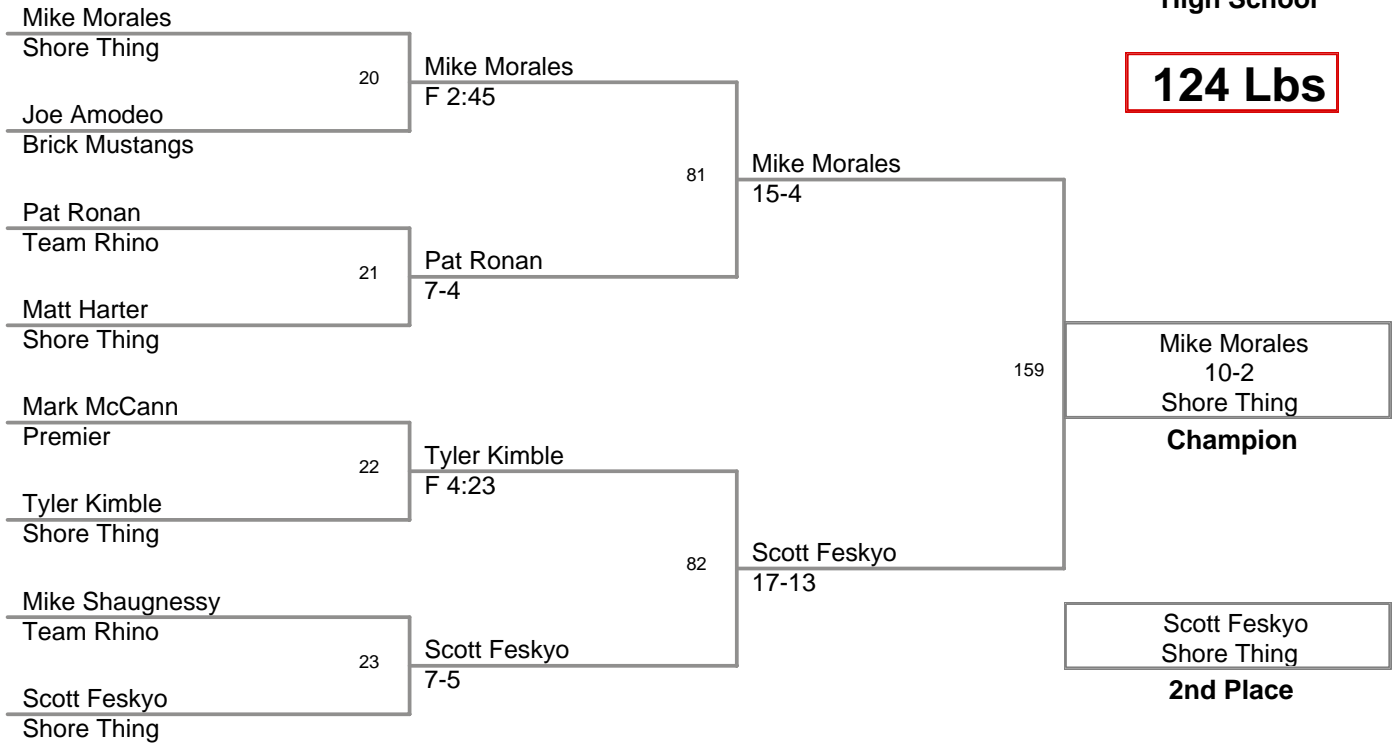 High School
124 Lbs
Mike Morales
Shore Thing
20
Joe Amodeo
Brick Mustangs
Mike Morales
F 2:45
Pat Ronan
Team Rhino
21
Matt Harter
Shore Thing
Pat Ronan
7-4
81
Mike Morales
15-4
Mark McCann
Premier
22
Tyler Kimble
Shore Thing
Tyler Kimble
F 4:23
Mike Shaugnessy
Team Rhino
23
Scott Feskyo
Shore Thing
Scott Feskyo
7-5
82
Scott Feskyo
17-13
159
Mike Morales
10-2
Shore Thing
Champion
Scott Feskyo
Shore Thing
2nd Place